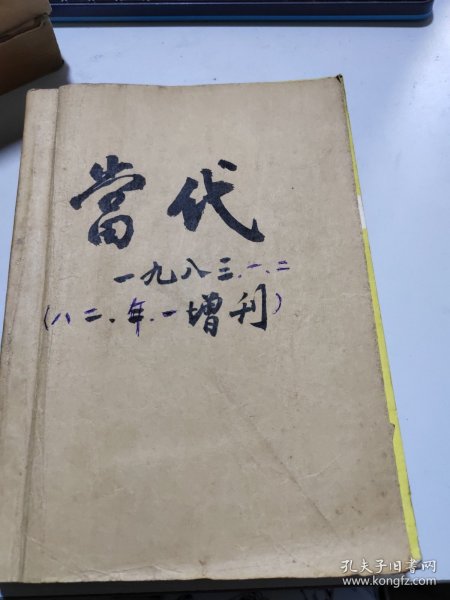 當代
一九八三.一.二
(八二.年.一增刊)
孔夫子旧书网
www.kongfz.com